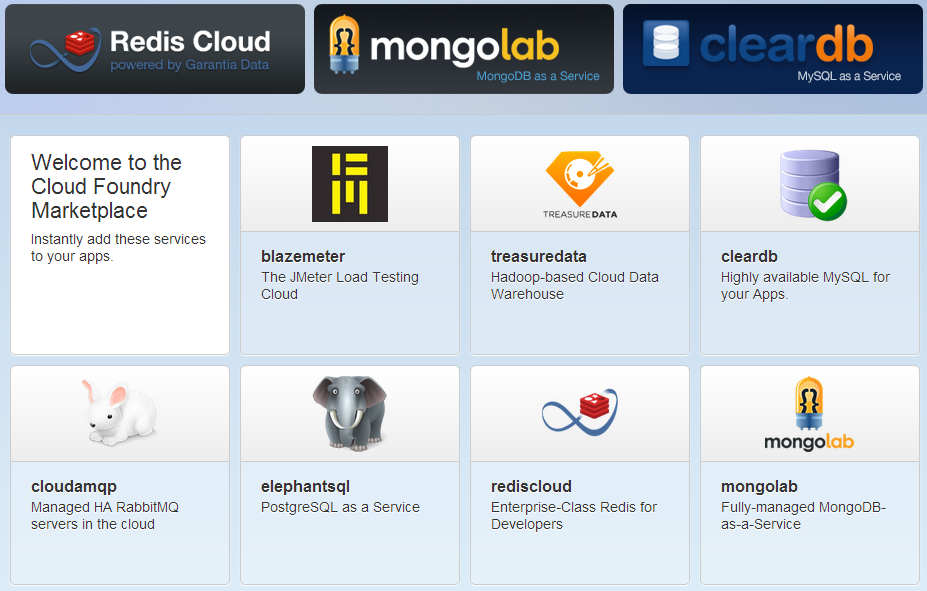 Redis Cloud
powered by Garantia Data
mongolab
MongoDB as a Service
cleardb
MySQL as a Service
Welcome to the
Cloud Foundry
Marketplace
Instantly add these services
to your apps.
blazemeter
The JMeter Load Testing
Cloud
TREASURE DATA
treasuredata
Hadoop-based Cloud Data
Warehouse
cleardb
Highly available MySQL for
your Apps.
cloudamqp
Managed HA RabbitMQ
servers in the cloud
elephantsql
PostgreSQL as a Service
rediscloud
Enterprise-Class Redis for
Developers
mongolab
mongolab
Fully-managed MongoDB-
as-a-Service